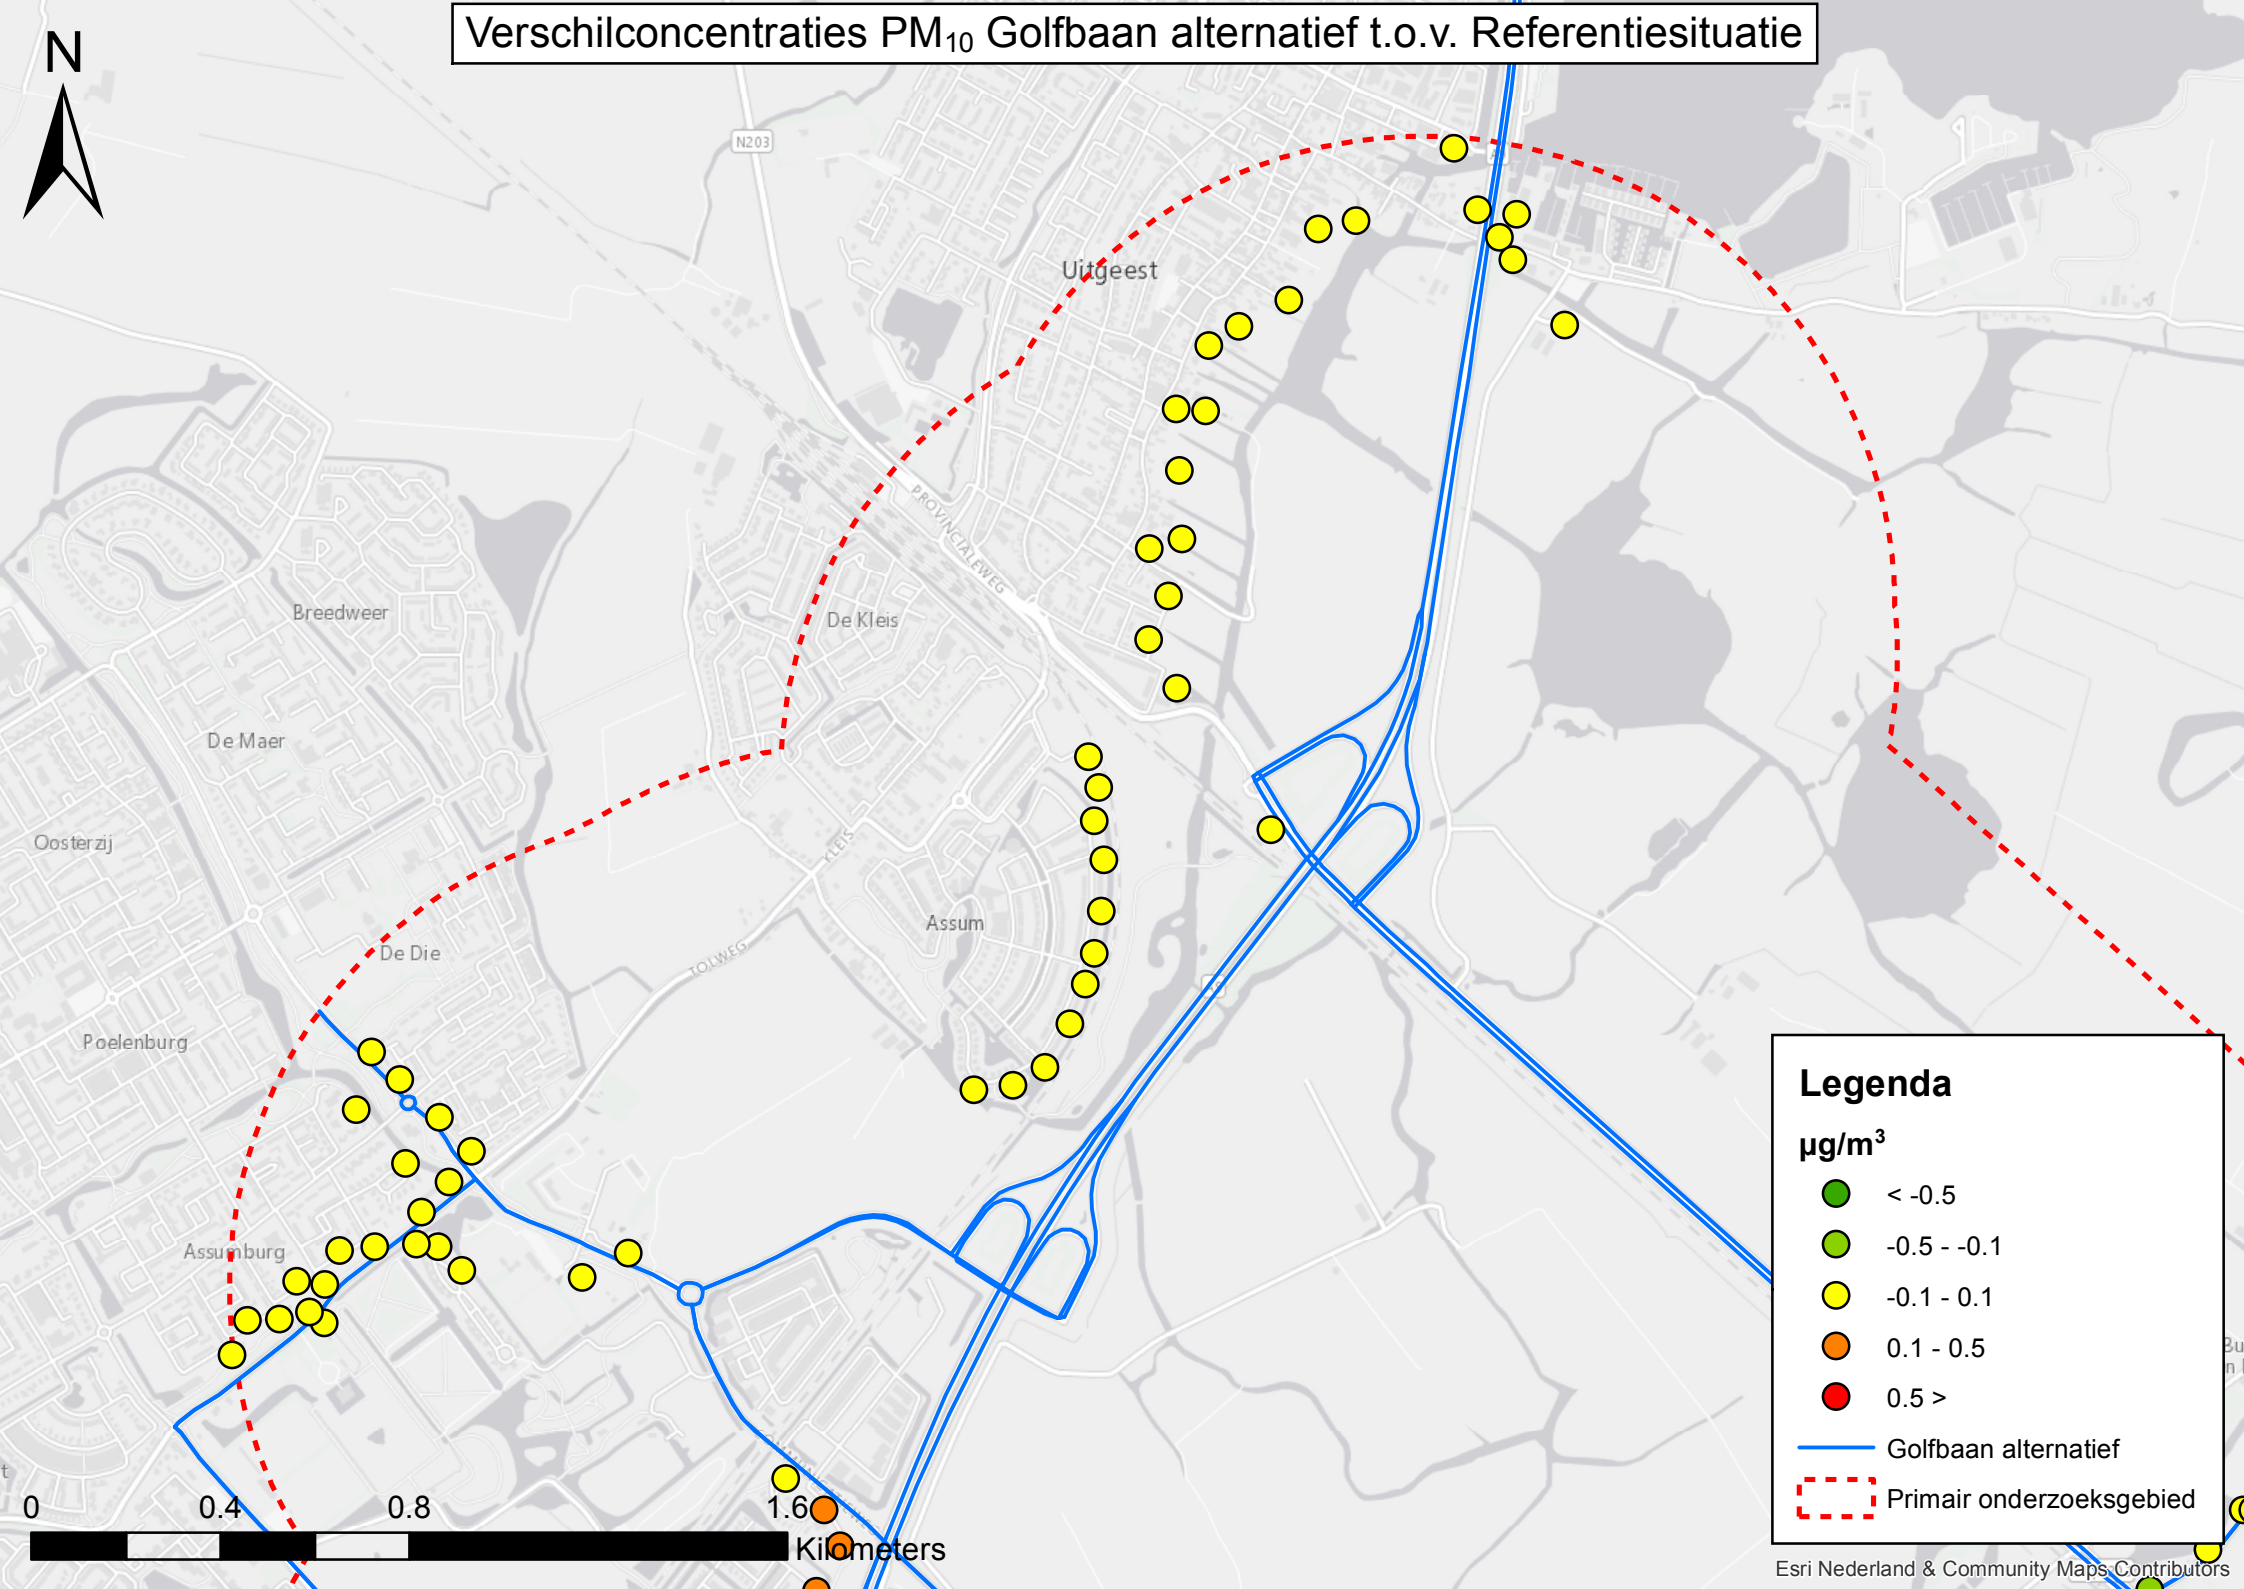 Verschilconcentraties PM₁₀ Golfbaan alternatief t.o.v. Referentiesituatie
N
N203
Uitgeest
PROVINCIALEWEG
Breedweer
De Kleis
De Maer
Oosterzij
KLEIS
De Die
Assum
TOLWEG
Poelenburg
Assumburg
Legenda
µg/m³
< -0.5
-0.5 - -0.1
-0.1 - 0.1
0.1 - 0.5
0.5 >
Golfbaan alternatief
Primair onderzoeksgebied
0 0.4 0.8 1.6
Kilometers
Esri Nederland & Community Maps Contributors